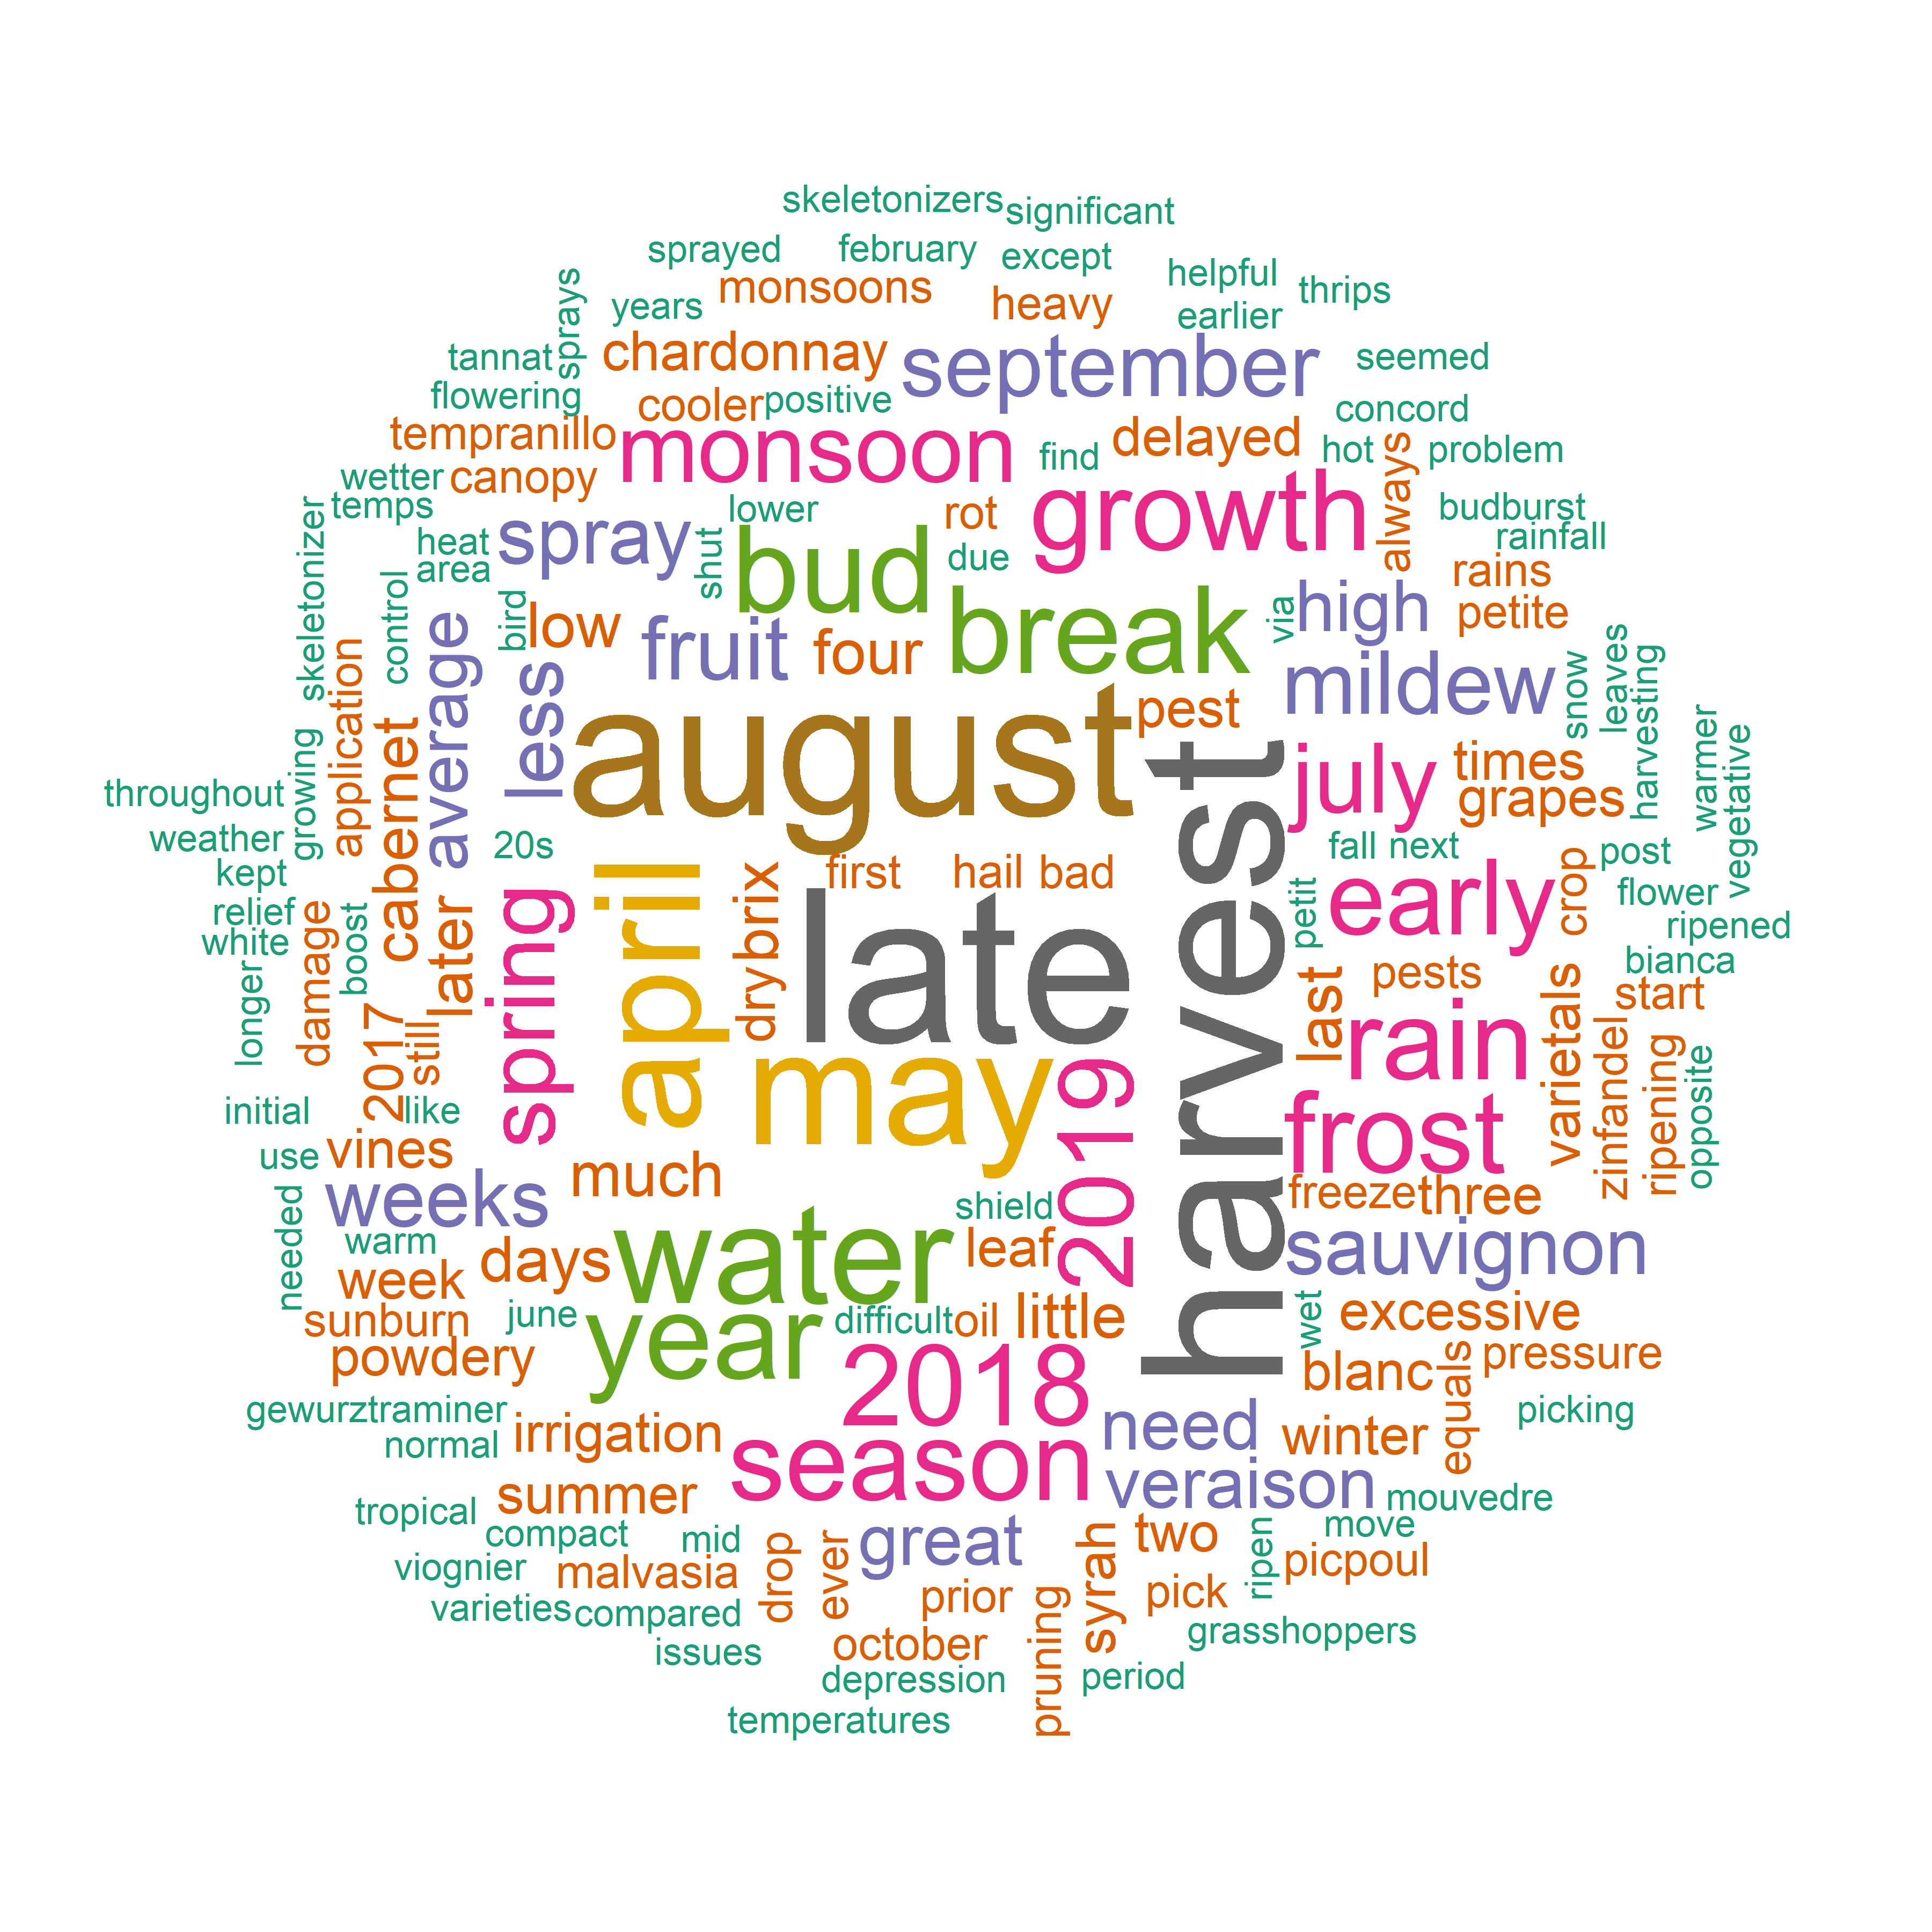 skeletonizers
significant
sprayed
february
except
helpful
thrips
sprays
years
monsoons
heavy
earlier
tannat
chardonnay
september
seemed
flowering
cooler
positive
concord
tempranillo
monsoon
delayed
find
hot
always
problem
wetter
canopy
temps
lower
rot
growth
budburst
rainfall
skeletonizer
heat
area
spray
shut
bud
due
rains
control
bird
low
fruit
four
break
via
high
petite
application
average
less
august
pest
mildew
snow
leaves
harvesting
warmer
vegetative
throughout
growing
cabernet
july
times
grapes
weather
20s
first
hail
bad
harvest
fall
next
post
kept
relief
white
damage
boost
later
spring
april
dry
brix
late
petit
early
crop
flower
ripened
bianca
longer
2017
still
last
pests
varietals
start
rain
zinfandel
ripening
opposite
initial
like
may
2019
frost
use
vines
much
needed
weeks
shield
freeze
three
warm
days
water
leaf
sauvignon
week
sunburn
june
year
difficult
oil
little
wet
excessive
powdery
2018
blanc
equals
pressure
gewurztraminer
normal
irrigation
season
need
winter
picking
summer
veraison
mouvedre
tropical
compact
mid
great
two
move
viognier
malvasia
drop
ever
syrah
ripen
picpoul
varieties
compared
prior
pick
issues
october
pruning
grasshoppers
depression
period
temperatures